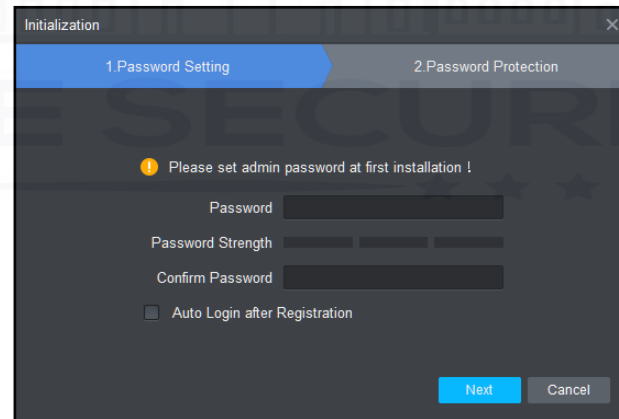 Initialization
1.Password Setting
2.Password Protection
Please set admin password at first installation !
Password
Password Strength
Confirm Password
Auto Login after Registration
Next
Cancel